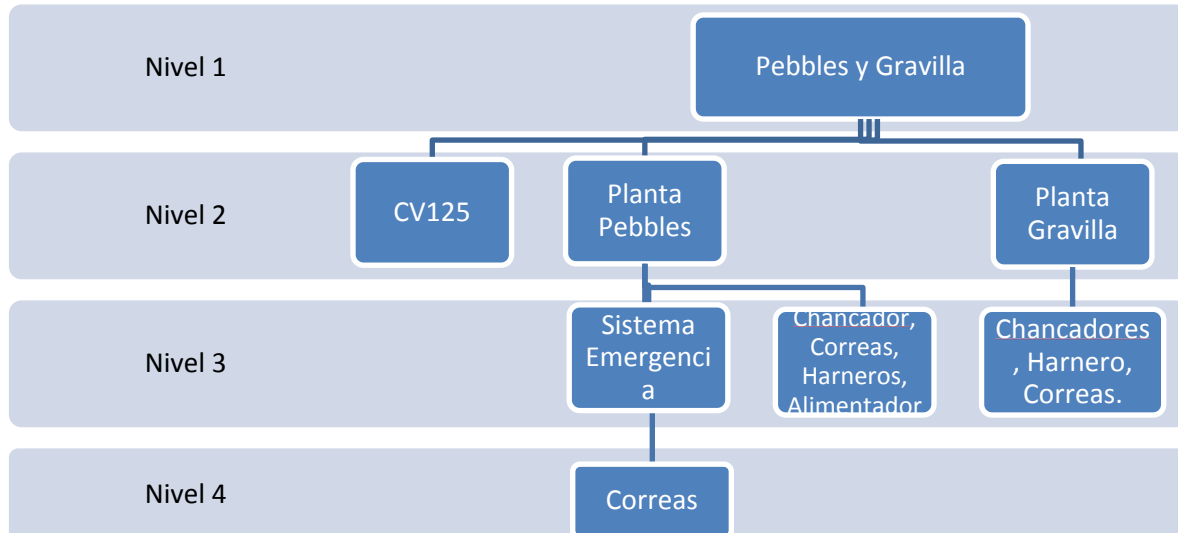 Nivel 1
Pebbles y Gravilla
Nivel 2
CV125
Planta
Pebbles
Planta
Gravilla
Nivel 3
Sistema
Emergenci
a
Chancador,
Correas,
Harneros,
Alimentador
Chancadores
, Harnero,
Correas.
Nivel 4
Correas